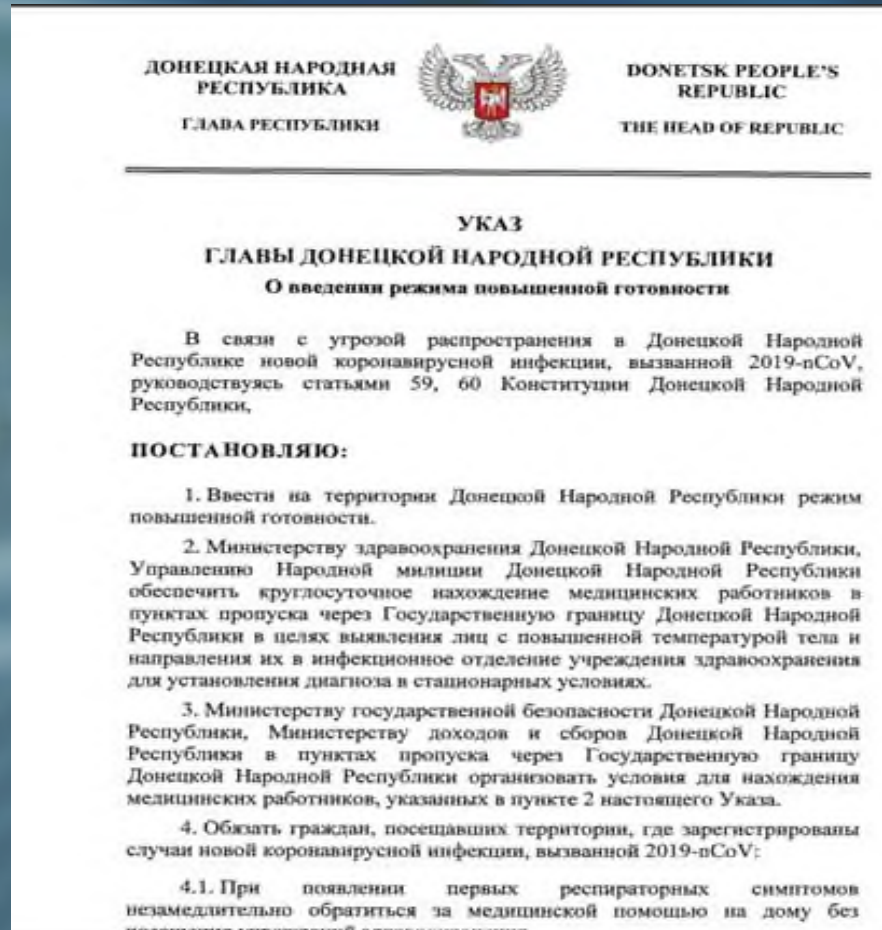 ДОНЕЦКАЯ НАРОДНАЯ
РЕСПУБЛИКА
ГЛАВА РЕСПУБЛИКИ
DONETSK PEOPLE'S
REPUBLIC
THE HEAD OF REPUBLIC
УКАЗ
ГЛАВЫ ДОНЕЦКОЙ НАРОДНОЙ РЕСПУБЛИКИ
О введении режима повышенной готовности
В связи с угрозой распространения в Донецкой Народной
Республике новой коронавирусной инфекции, вызванной 2019-nCoV,
руководствуясь статьями 59, 60 Конституции Донецкой Народной
Республики,
ПОСТАНОВЛЯЮ:
1. Ввести на территории Донецкой Народной Республики режим
повышенной готовности.
2. Министерству здравоохранения Донецкой Народной Республики,
Управлению Народной милиции Донецкой Народной Республики
обеспечить круглосуточное нахождение медицинских работников в
пунктах пропуска через Государственную границу Донецкой Народной
Республики в целях выявления лиц с повышенной температурой тела и
направления их в инфекционное отделение учреждения здравоохранения
для установления диагноза в стационарных условиях.
3. Министерству государственной безопасности Донецкой Народной
Республики, Министерству доходов и сборов Донецкой Народной
Республики в пунктах пропуска через Государственную границу
Донецкой Народной Республики организовать условия для нахождения
медицинских работников, указанных в пункте 2 настоящего Указа.
4. Обязать граждан, посещавших территории, где зарегистрированы
случаи новой коронавирусной инфекции, вызванной 2019-nCoV:
4.1. При появлении первых респираторных симптомов
незамедлительно обратиться за медицинской помощью на дому без